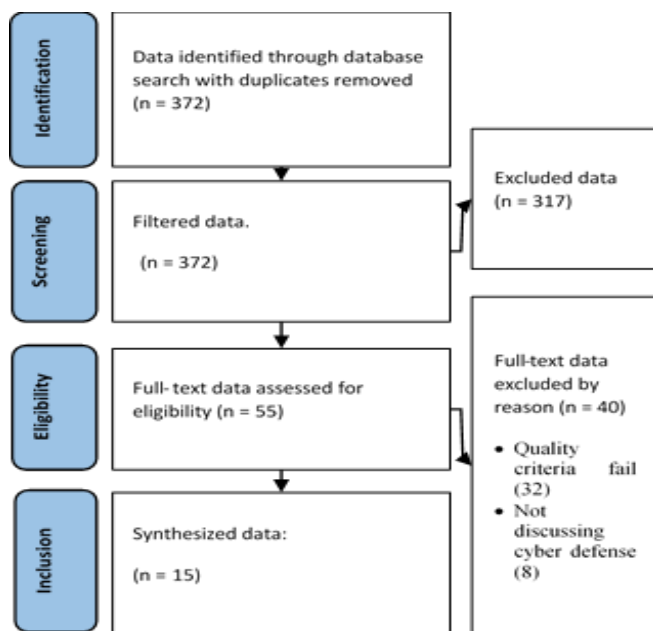 Identification
Data identified through database
search with duplicates removed
(n = 372)
Screening
Filtered data.
(n = 372)
Excluded data
(n = 317)
Eligibility
Full- text data assessed for
eligibility (n = 55)
Full-text data
excluded by
reason (n = 40)
• Quality
criteria fail
(32)
• Not
discussing
cyber defense
(8)
Inclusion
Synthesized data:
(n = 15)